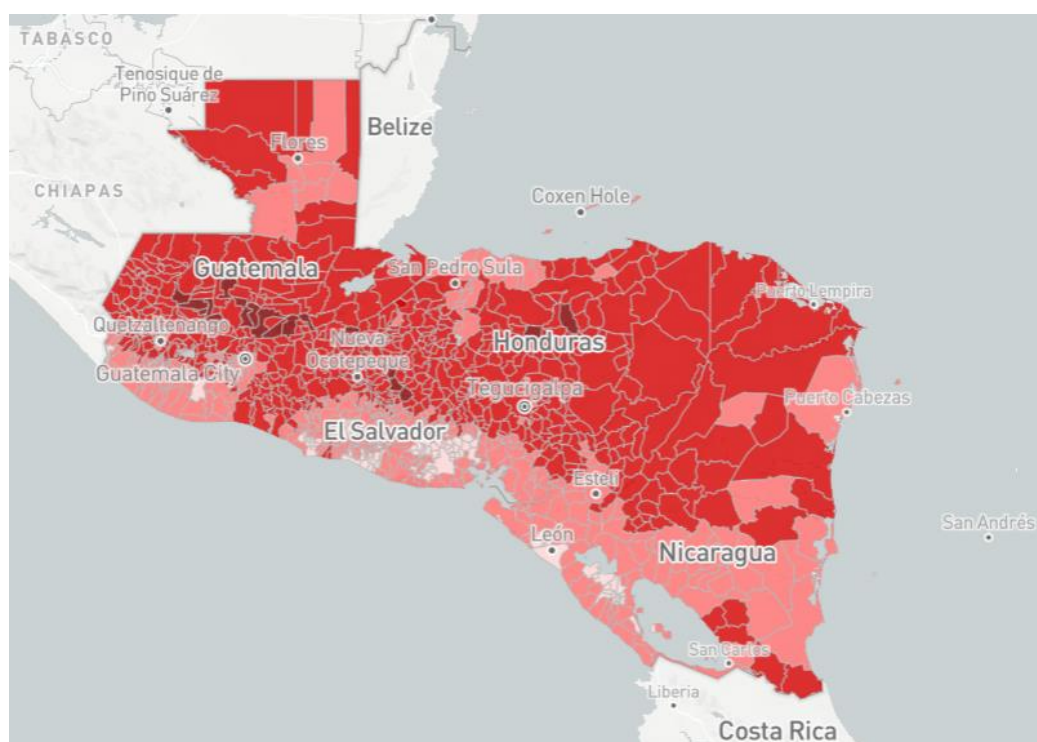 TABASCO
Tenosique de
Pino Suárez
Belize
Flores
CHIAPAS
Coxen Hole
Guatemala
San Pedro Sula
Puerto Lempira
Quetzaltenango
Nueva
Ocotepeque
Honduras
Guatemala City
Tegucigalpa
Puerto Cabezas
El Salvador
Estelí
San Andrés
León
Nicaragua
San Carlos
Liberia
Costa Rica